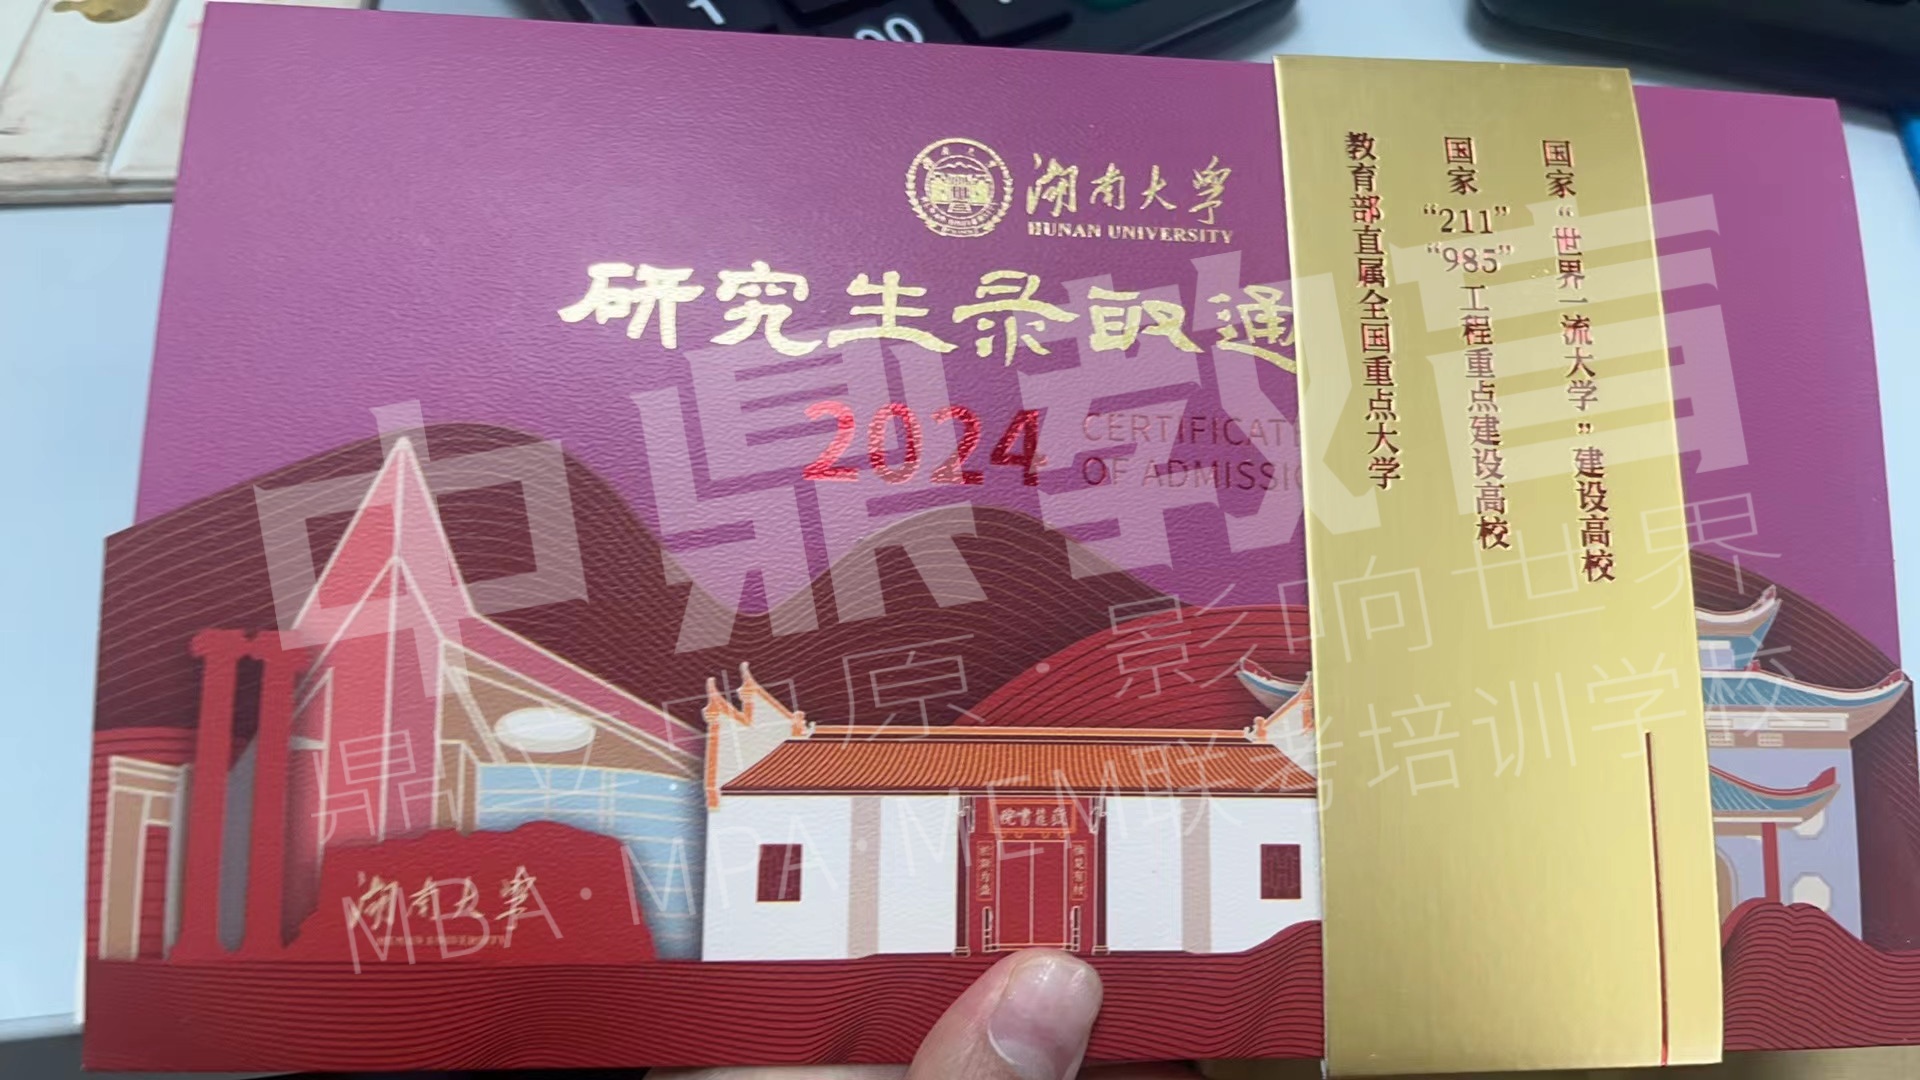 湖南大學
HUNAN UNIVERSITY
研究生录取通
2024
CERTIFICAT
OF ADMISSI
国家“世界一流大学”建设高校
国家“211”“985”工程重点建设高校
教育部直属全国重点大学
中鼎教育
鼎立中原·影响世界
MBA·MPA·MEM联考培训学校
湖南大學